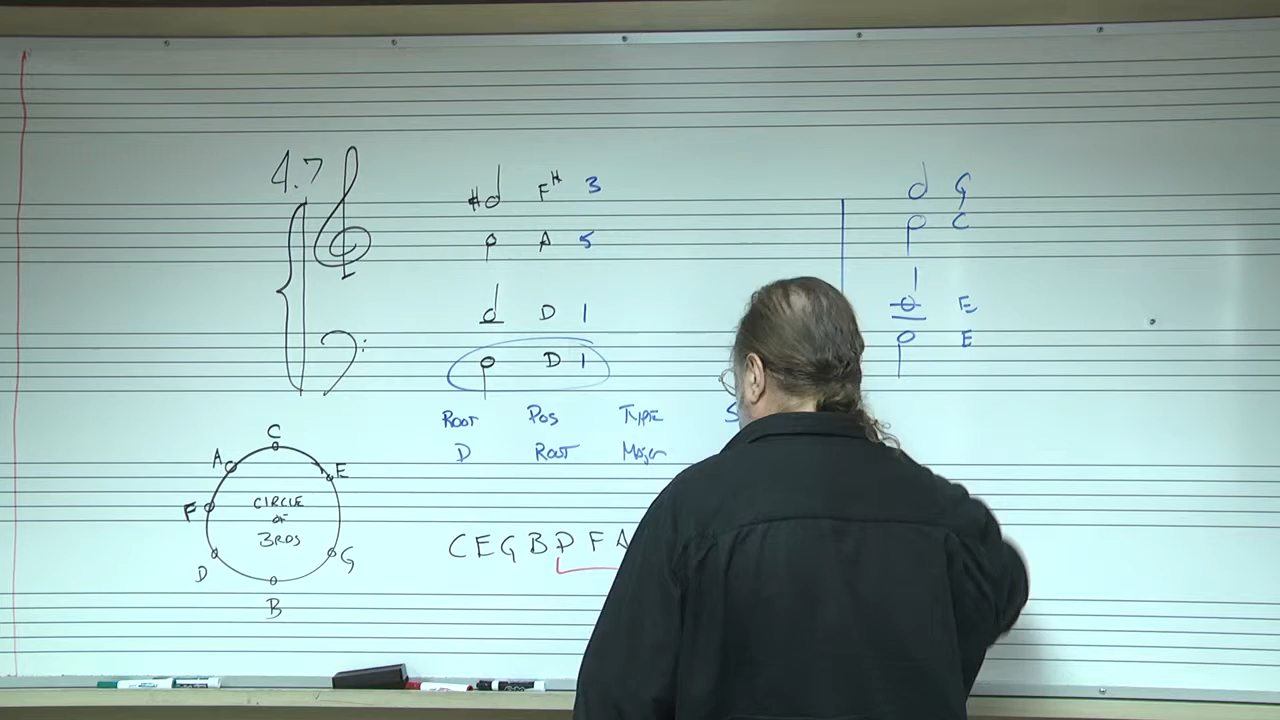 4.7
F# 3
A 5
D 1
D 1
G
C
E
E
ROOT POS TYPE S
D ROOT MAJOR
C
A E
F
CIRCLE
OF
3RDS
D G
B
C E G B D F A